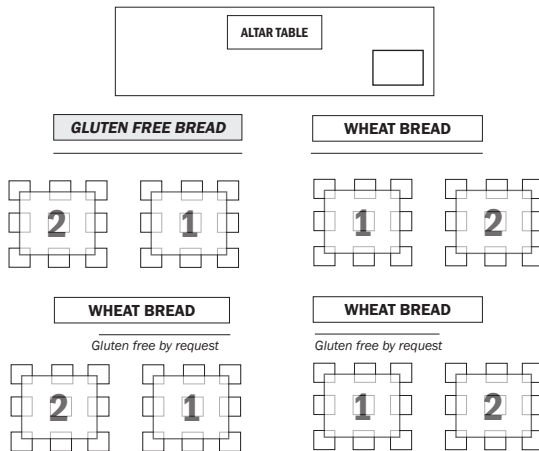 ALTAR TABLE
GLUTEN FREE BREAD
WHEAT BREAD
2
1
1
2
WHEAT BREAD
WHEAT BREAD
Gluten free by request
Gluten free by request
2
1
1
2